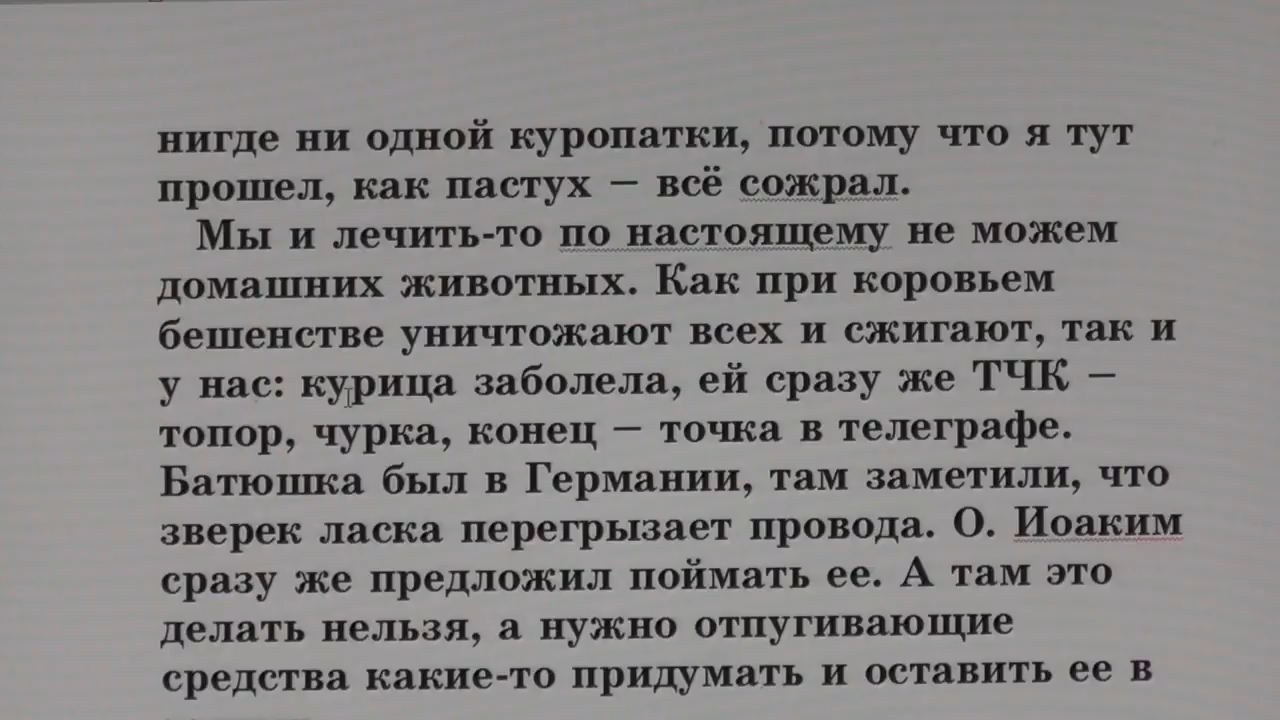 нигде ни одной куропатки, потому что я тут
прошел, как пастух – всё сожрал.
Мы и лечить-то по настоящему не можем
домашних животных. Как при коровьем
бешенстве уничтожают всех и сжигают, так и
у нас: курица заболела, ей сразу же ТЧК –
топор, чурка, конец – точка в телеграфе.
Батюшка был в Германии, там заметили, что
зверек ласка перегрызает провода. О. Иоаким
сразу же предложил поймать ее. А там это
делать нельзя, а нужно отпугивающие
средства какие-то придумать и оставить ее в